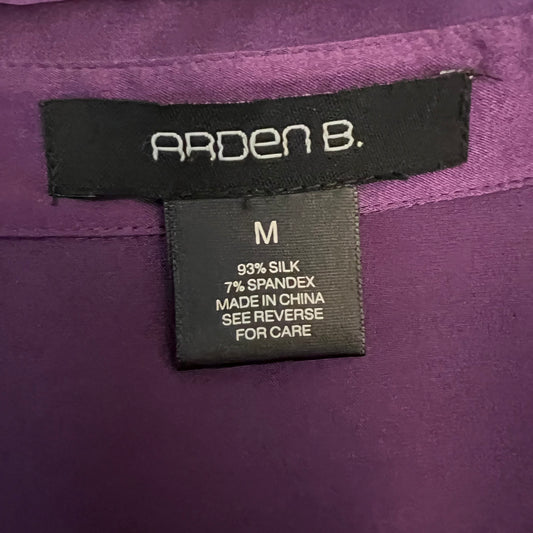 ARDEN B.
M
93% SILK
7% SPANDEX
MADE IN CHINA
SEE REVERSE
FOR CARE